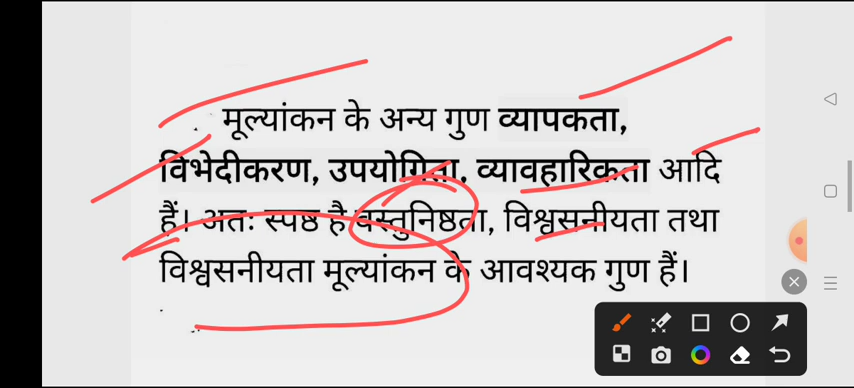 मूल्यांकन के अन्य गुण व्यापकता,
विभेदीकरण, उपयोगिता, व्यावहारिकता आदि
हैं। अतः स्पष्ठ है वस्तुनिष्ठता, विश्वसनीयता तथा
विश्वसनीयता मूल्यांकन के आवश्यक गुण हैं।